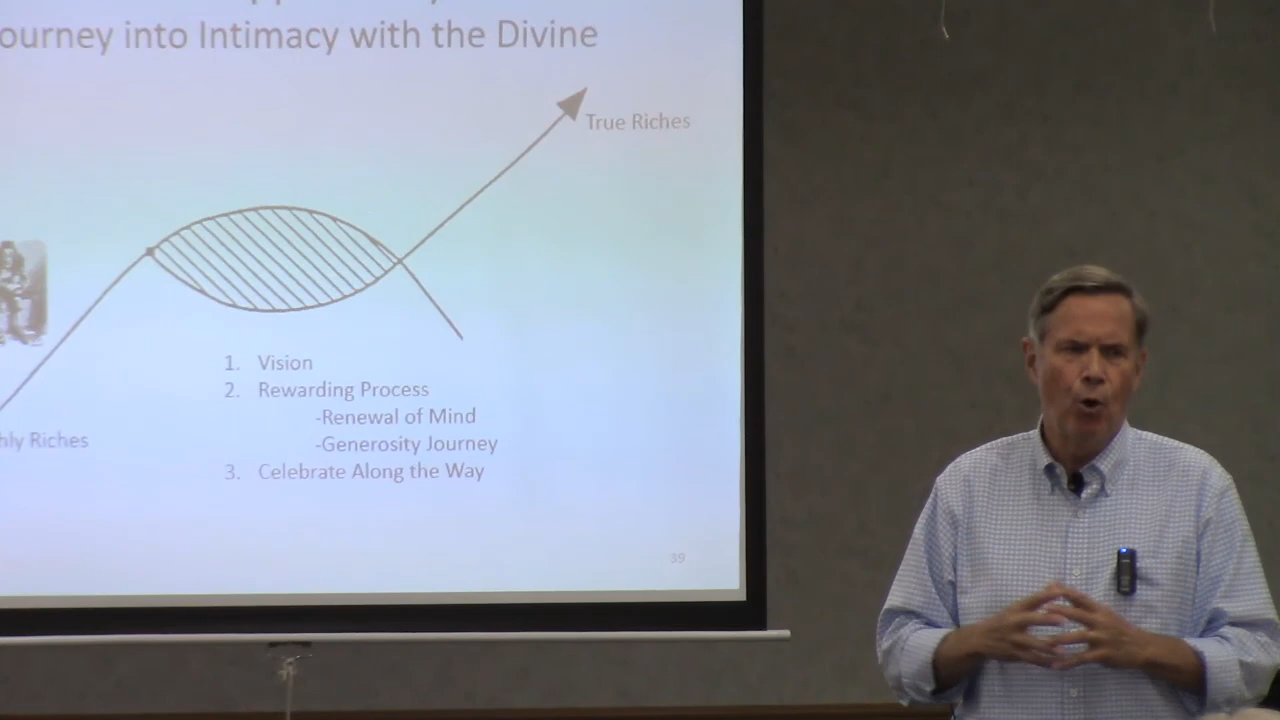 ourney into Intimacy with the Divine
True Riches
1. Vision
2. Rewarding Process
-Renewal of Mind
hly Riches
-Generosity Journey
3. Celebrate Along the Way
39